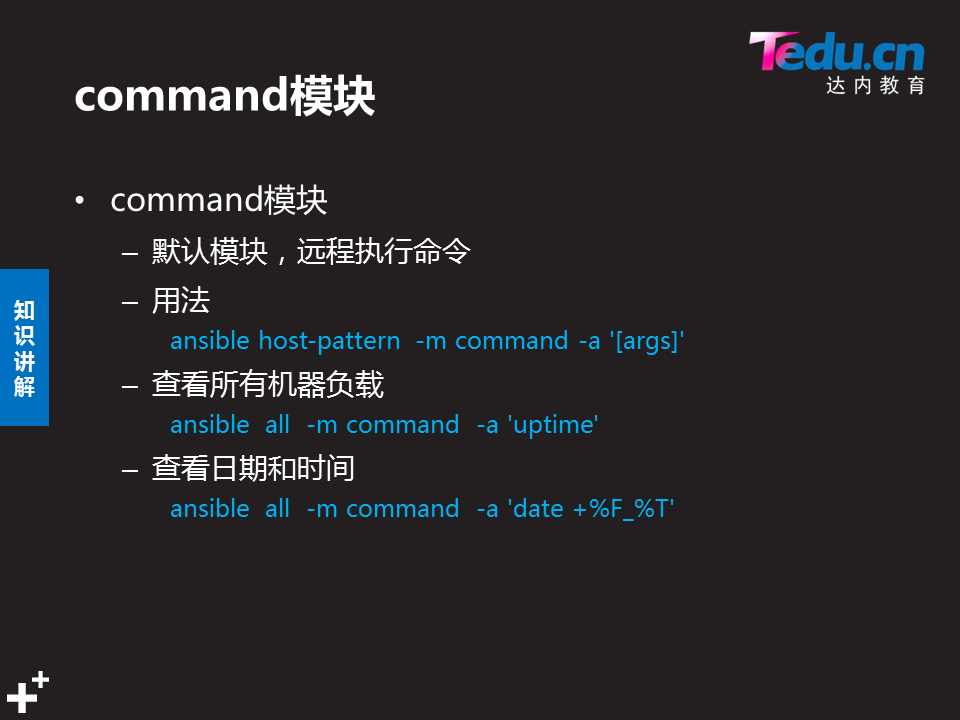 Tedu.cn
达内教育
command模块
• command模块
– 默认模块，远程执行命令
– 用法
ansible host-pattern -m command -a '[args]'
– 查看所有机器负载
ansible all -m command -a 'uptime'
– 查看日期和时间
ansible all -m command -a 'date +%F_%T'
知识讲解